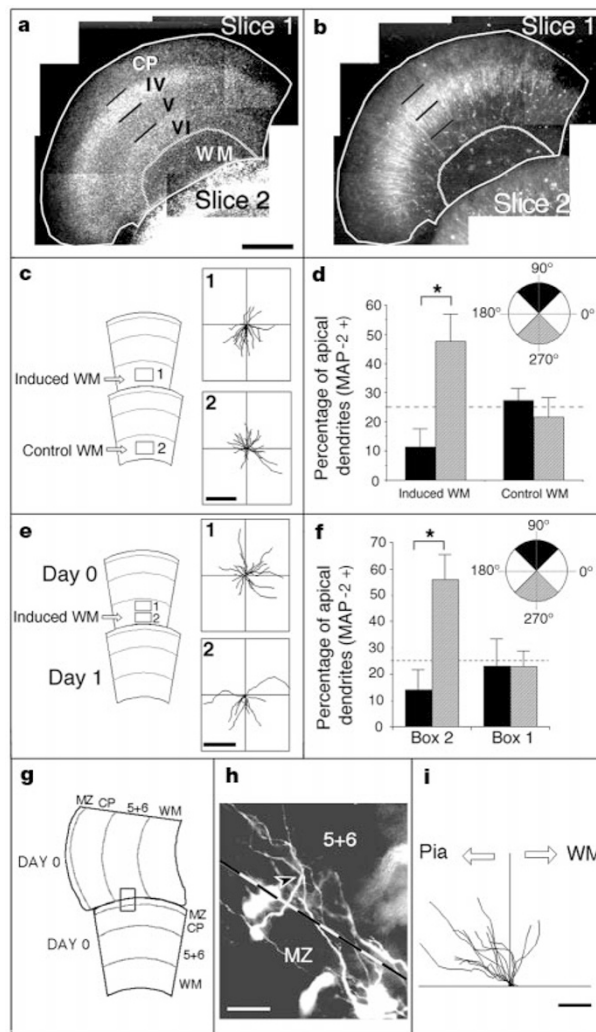 a
Slice 1
CP
IV
V
VI
WM
Slice 2
b
Slice 1
Slice 2
c
Induced WM
1
Control WM
2
1
2
d
Percentage of apical
dendrites (MAP-2 +)
60
50
40
30
20
10
0
*
90°
180°
0°
270°
Induced WM
Control WM
e
Day 0
1
Induced WM
2
Day 1
1
2
f
Percentage of apical
dendrites (MAP-2 +)
70
60
50
40
30
20
10
0
*
90°
180°
0°
270°
Box 2
Box 1
g
MZ
CP
5+6
WM
DAY 0
DAY 0
MZ
CP
5+6
WM
h
5+6
MZ
i
Pia
WM